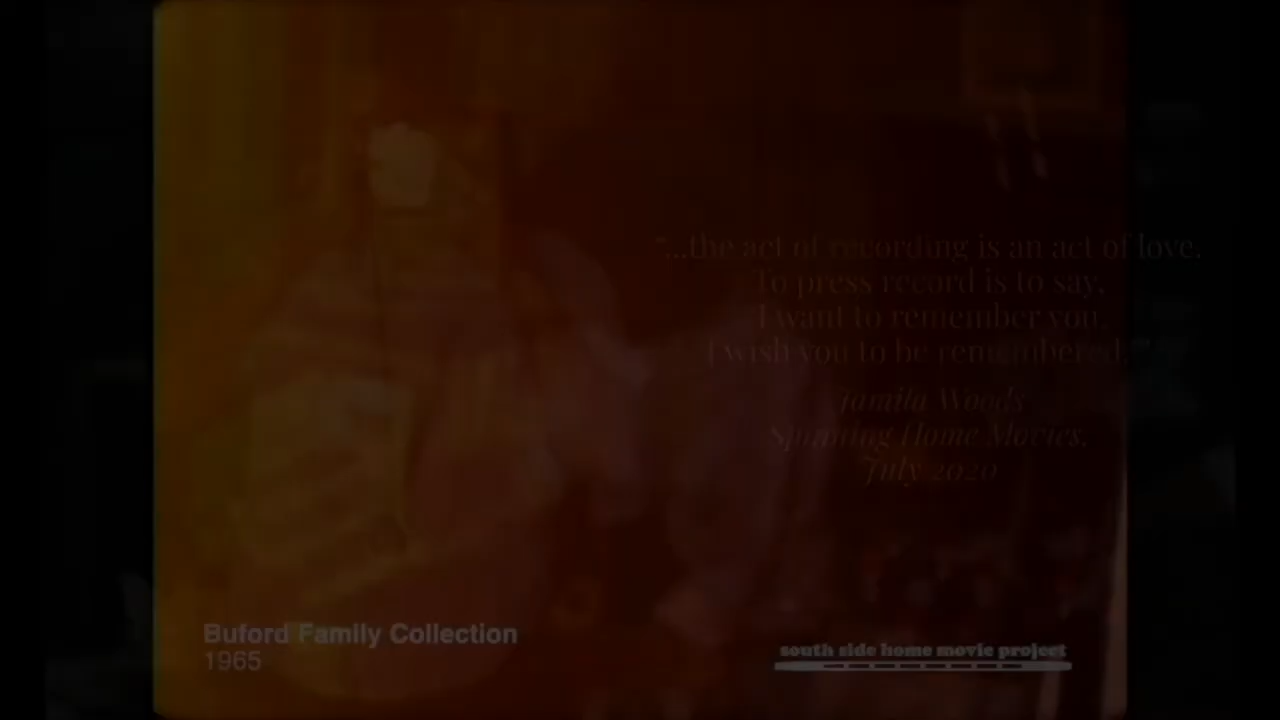 "...the act of recording is an act of love.
To press record is to say,
I want to remember you,
I wish you to be remembered."
Jamila Woods
Spinning Home Movies,
July 2020
Buford Family Collection
1965
south side home movie project